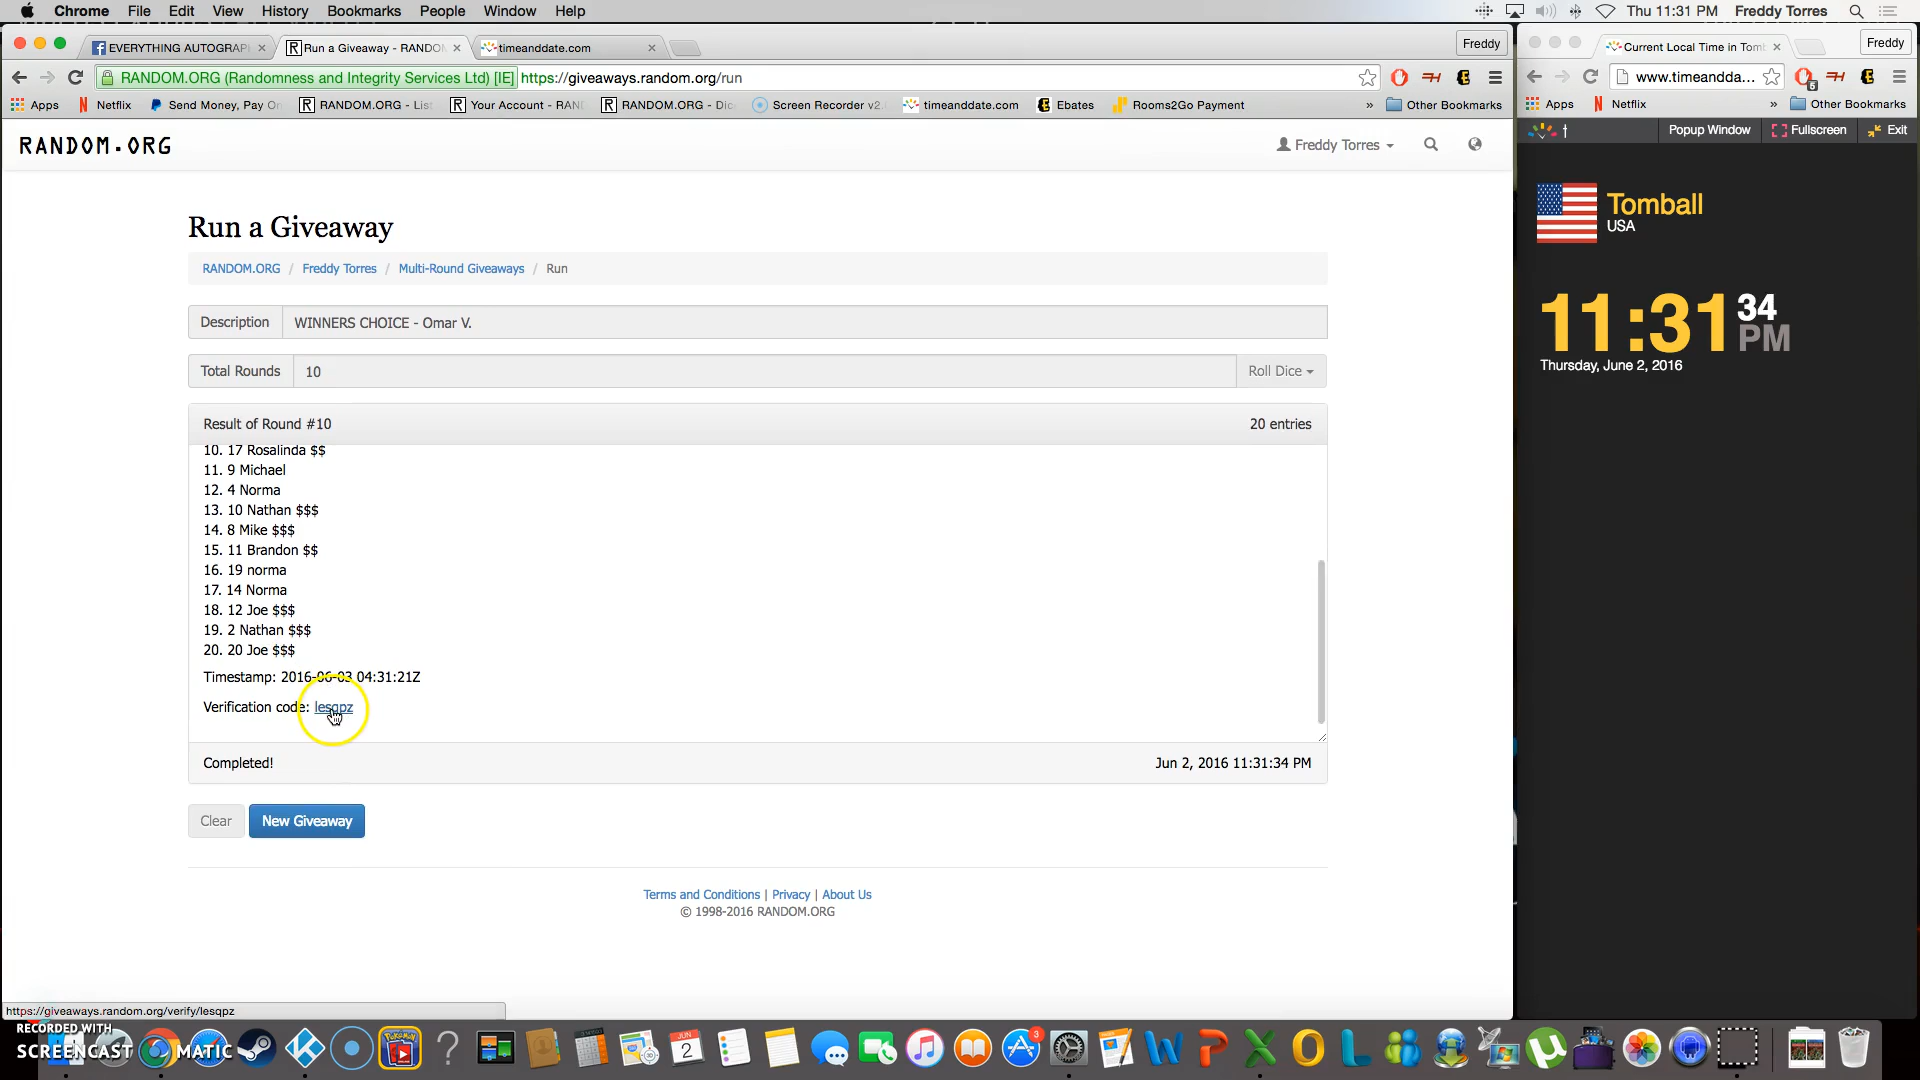 Chrome File Edit View History Bookmarks People Window Help Thu 11:31 PM Freddy Torres
EVERYTHING AUTOGRAP Run a Giveaway - RANDO timeanddate.com Freddy
RANDOM.ORG (Randomness and Integrity Services Ltd) [IE] https://giveaways.random.org/run
Apps Netflix Send Money, Pay On RANDOM.ORG - List Your Account - RAN RANDOM.ORG - Dic Screen Recorder v2. timeanddate.com Ebates Rooms2Go Payment » Other Bookmarks
RANDOM.ORG Freddy Torres
Run a Giveaway
RANDOM.ORG / Freddy Torres / Multi-Round Giveaways / Run
Description WINNERS CHOICE - Omar V.
Total Rounds 10 Roll Dice
Result of Round #10 20 entries
10. 17 Rosalinda $$
11. 9 Michael
12. 4 Norma
13. 10 Nathan $$$
14. 8 Mike $$$
15. 11 Brandon $$
16. 19 norma
17. 14 Norma
18. 12 Joe $$$
19. 2 Nathan $$$
20. 20 Joe $$$
Timestamp: 2016-06-03 04:31:21Z
Verification code: lesqpz
Completed! Jun 2, 2016 11:31:34 PM
Clear New Giveaway
Terms and Conditions | Privacy | About Us
© 1998-2016 RANDOM.ORG
https://giveaways.random.org/verify/lesqpz
Current Local Time in Tomb Freddy
www.timeandda...
Apps Netflix » Other Bookmarks
t Popup Window Fullscreen Exit
Tomball
USA
11:31 34 PM
Thursday, June 2, 2016
RECORDED WITH
SCREENCAST MATIC
JUN
2
3